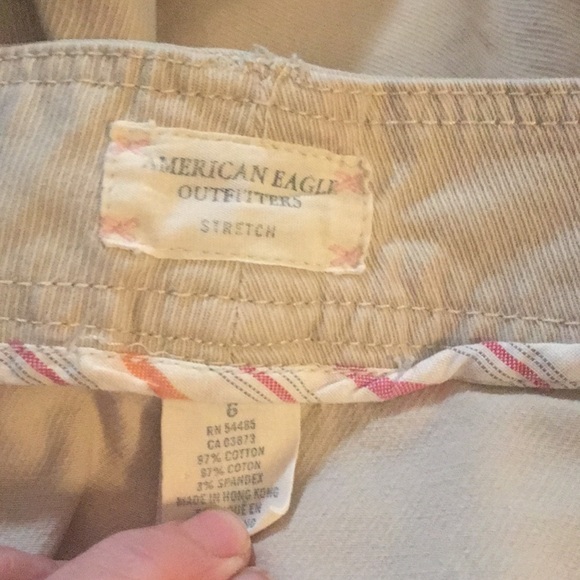 AMERICAN EAGLE
OUTFITTERS
STRETCH
6
RN 54485
CA 03873
97% COTTON
97% COTON
3% SPANDEX
MADE IN HONG KONG
EN